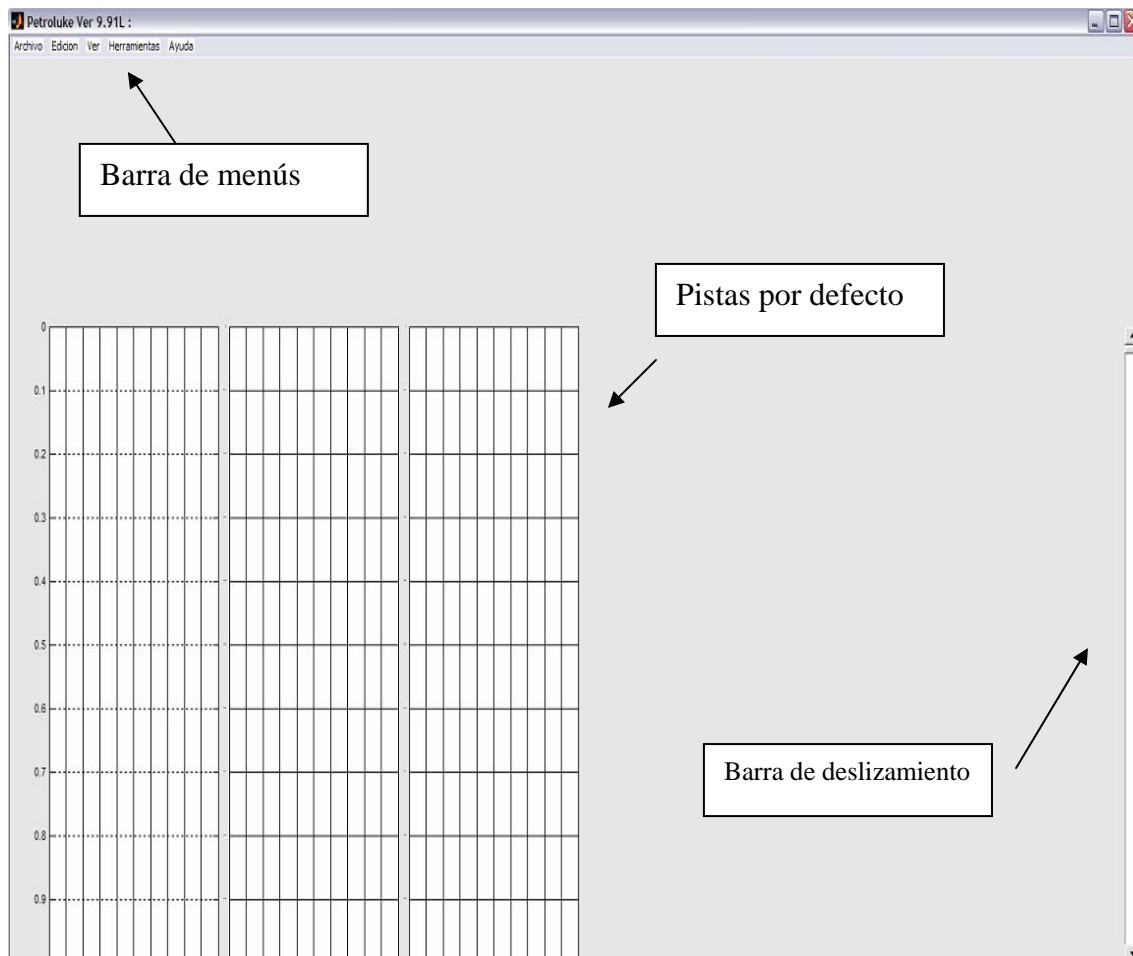 Petroluke Ver 9.91L :
Archivo Edicion Ver Herramientas Ayuda
Barra de menús
Pistas por defecto
0
0.1
0.2
0.3
0.4
0.5
0.6
0.7
Barra de deslizamiento
0.8
0.9